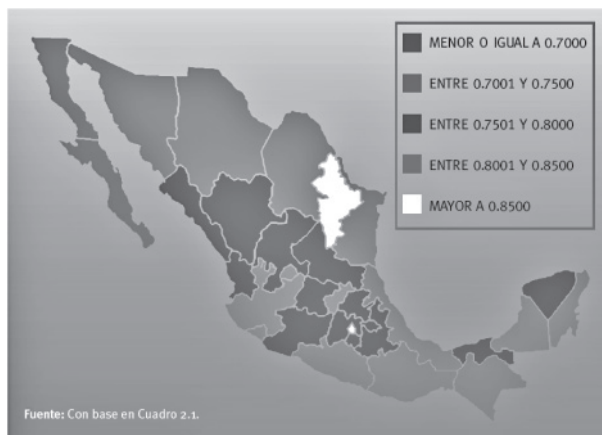 MENOR O IGUAL A 0.7000
ENTRE 0.7001 Y 0.7500
ENTRE 0.7501 Y 0.8000
ENTRE 0.8001 Y 0.8500
MAYOR A 0.8500
Fuente: Con base en Cuadro 2.1.